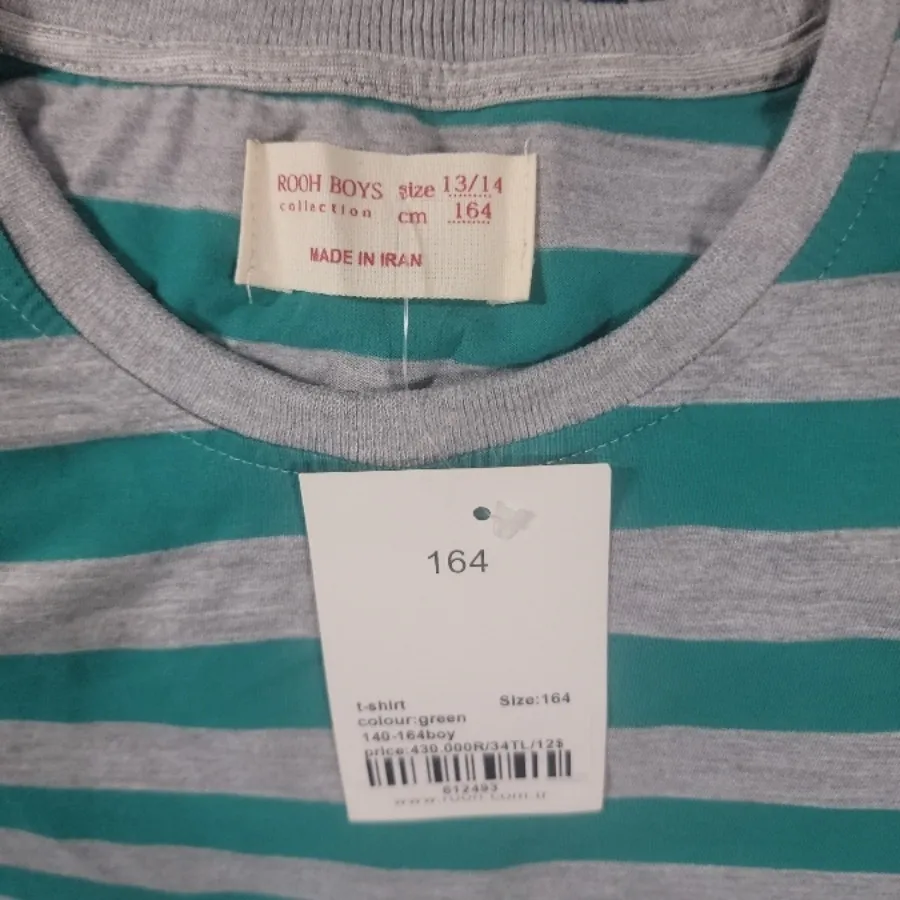 ROOH BOYS size 13/14
collection cm 164
MADE IN IRAN
164
t-shirt Size:164
colour:green
140-164boy
price:430.000R/34TL/12$
612493